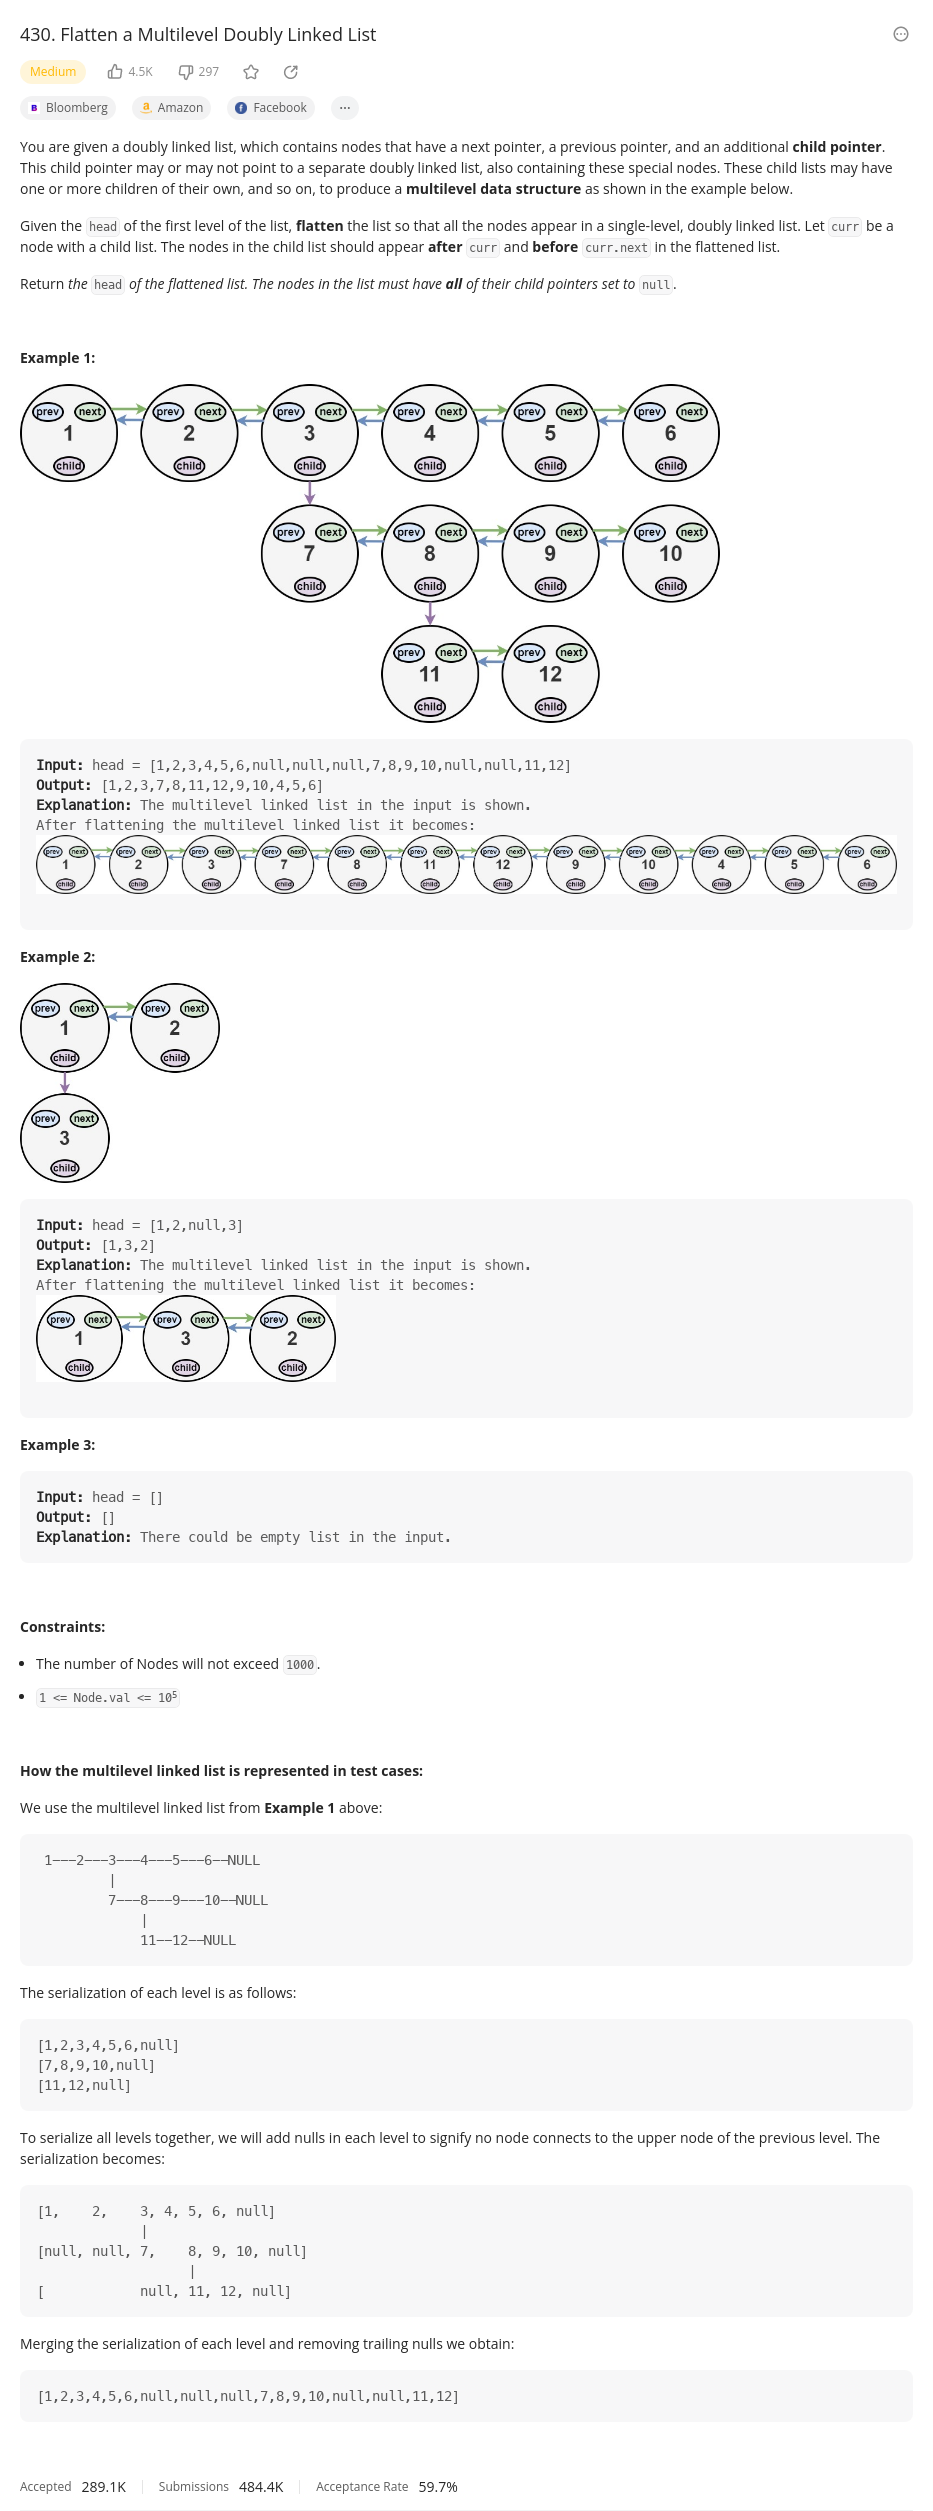 430. Flatten a Multilevel Doubly Linked List
Medium 4.5K 297
B Bloomberg a Amazon Facebook ...
You are given a doubly linked list, which contains nodes that have a next pointer, a previous pointer, and an additional child pointer.
This child pointer may or may not point to a separate doubly linked list, also containing these special nodes. These child lists may have
one or more children of their own, and so on, to produce a multilevel data structure as shown in the example below.
Given the head of the first level of the list, flatten the list so that all the nodes appear in a single-level, doubly linked list. Let curr be a
node with a child list. The nodes in the child list should appear after curr and before curr.next in the flattened list.
Return the head of the flattened list. The nodes in the list must have all of their child pointers set to null.
Example 1:
prev next prev next prev next prev next prev next prev next
1 2 3 4 5 6
child child child child child child
prev next prev next prev next prev next
7 8 9 10
child child child child
prev next prev next
11 12
child child
Input: head = [1,2,3,4,5,6,null,null,null,7,8,9,10,null,null,11,12]
Output: [1,2,3,7,8,11,12,9,10,4,5,6]
Explanation: The multilevel linked list in the input is shown.
After flattening the multilevel linked list it becomes:
prev next prev next prev next prev next prev next prev next prev next prev next prev next prev next prev next prev next
1 2 3 7 8 11 12 9 10 4 5 6
child child child child child child child child child child child child
Example 2:
prev next prev next
1 2
child child
prev next
3
child
Input: head = [1,2,null,3]
Output: [1,3,2]
Explanation: The multilevel linked list in the input is shown.
After flattening the multilevel linked list it becomes:
prev next prev next prev next
1 3 2
child child child
Example 3:
Input: head = []
Output: []
Explanation: There could be empty list in the input.
Constraints:
• The number of Nodes will not exceed 1000.
• 1 <= Node.val <= 10⁵
How the multilevel linked list is represented in test cases:
We use the multilevel linked list from Example 1 above:
1---2---3---4---5---6--NULL
|
7---8---9---10--NULL
|
11--12--NULL
The serialization of each level is as follows:
[1,2,3,4,5,6,null]
[7,8,9,10,null]
[11,12,null]
To serialize all levels together, we will add nulls in each level to signify no node connects to the upper node of the previous level. The
serialization becomes:
[1,    2,    3, 4, 5, 6, null]
|
[null, null, 7,    8, 9, 10, null]
|
[            null, 11, 12, null]
Merging the serialization of each level and removing trailing nulls we obtain:
[1,2,3,4,5,6,null,null,null,7,8,9,10,null,null,11,12]
Accepted 289.1K Submissions 484.4K Acceptance Rate 59.7%